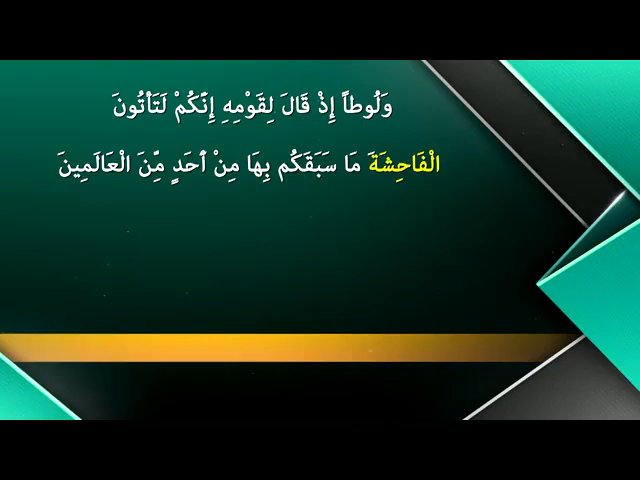 وَلُوطاً إِذْ قَالَ لِقَوْمِهِ إِنَّكُمْ لَتَأْتُونَ
الْفَاحِشَةَ مَا سَبَقَكُم بِهَا مِنْ أَحَدٍ مِّنَ الْعَالَمِينَ